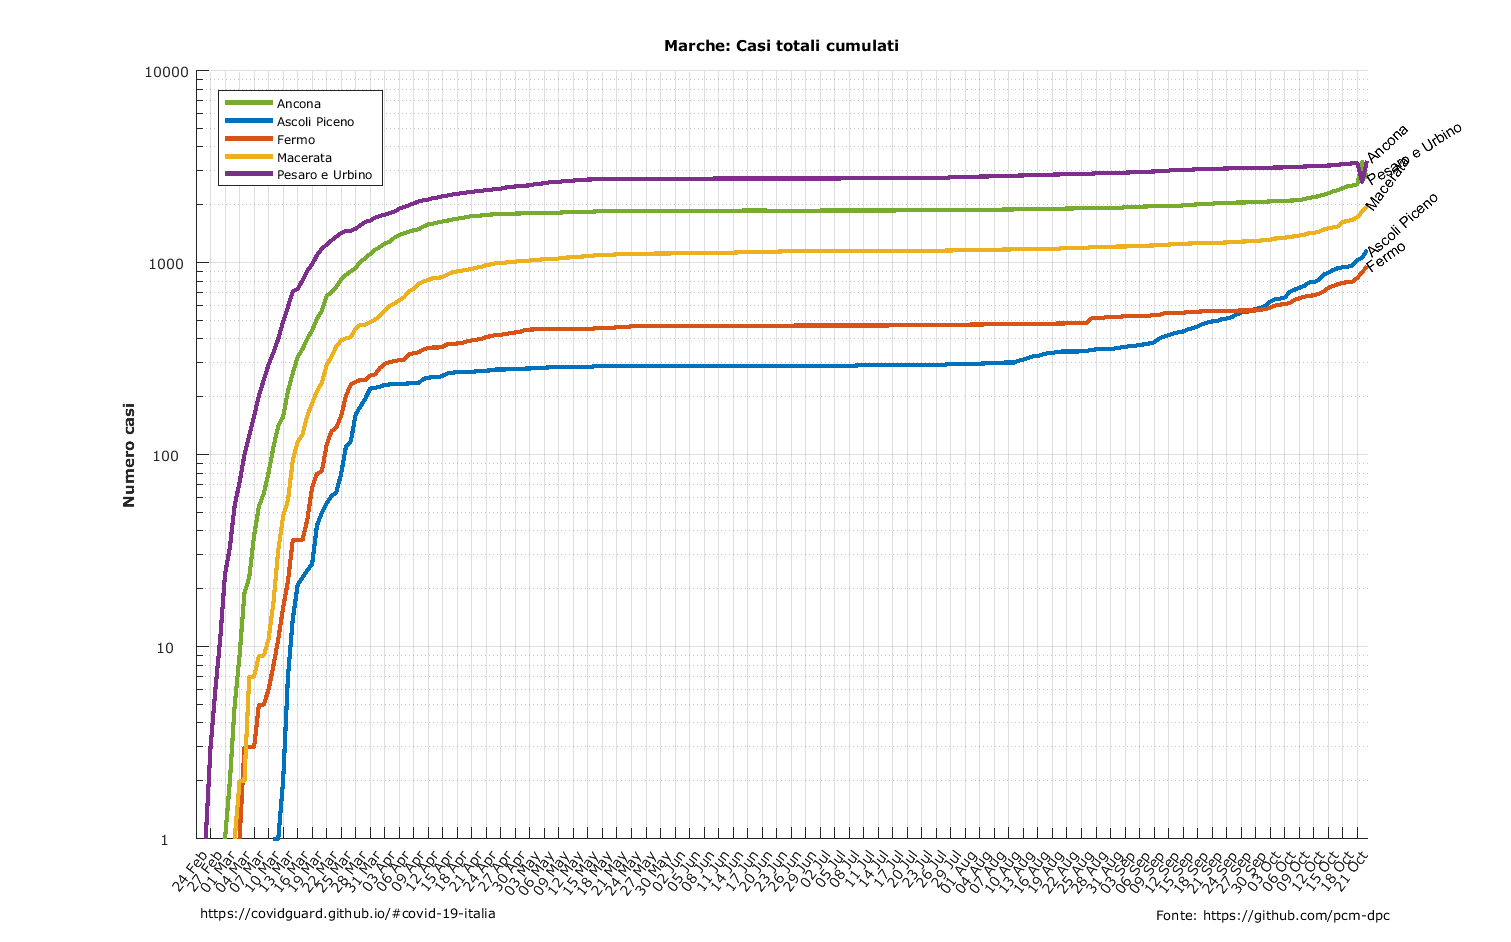 Marche: Casi totali cumulati
10000
1000
100
10
1
Numero casi
Ancona
Ascoli Piceno
Fermo
Macerata
Pesaro e Urbino
Ancona
Pesaro e Urbino
Macerata
Ascoli Piceno
Fermo
24 Feb
27 Feb
01 Mar
04 Mar
07 Mar
10 Mar
13 Mar
16 Mar
19 Mar
22 Mar
25 Mar
28 Mar
31 Mar
03 Apr
06 Apr
09 Apr
12 Apr
15 Apr
18 Apr
21 Apr
24 Apr
27 Apr
30 Apr
03 May
06 May
09 May
12 May
15 May
18 May
21 May
24 May
27 May
30 May
02 Jun
05 Jun
08 Jun
11 Jun
14 Jun
17 Jun
20 Jun
23 Jun
26 Jun
29 Jun
02 Jul
05 Jul
08 Jul
11 Jul
14 Jul
17 Jul
20 Jul
23 Jul
26 Jul
29 Jul
01 Aug
04 Aug
07 Aug
10 Aug
13 Aug
16 Aug
19 Aug
22 Aug
25 Aug
28 Aug
31 Aug
03 Sep
06 Sep
09 Sep
12 Sep
15 Sep
18 Sep
21 Sep
24 Sep
27 Sep
30 Sep
03 Oct
06 Oct
09 Oct
12 Oct
15 Oct
18 Oct
21 Oct
https://covidguard.github.io/#covid-19-italia
Fonte: https://github.com/pcm-dpc